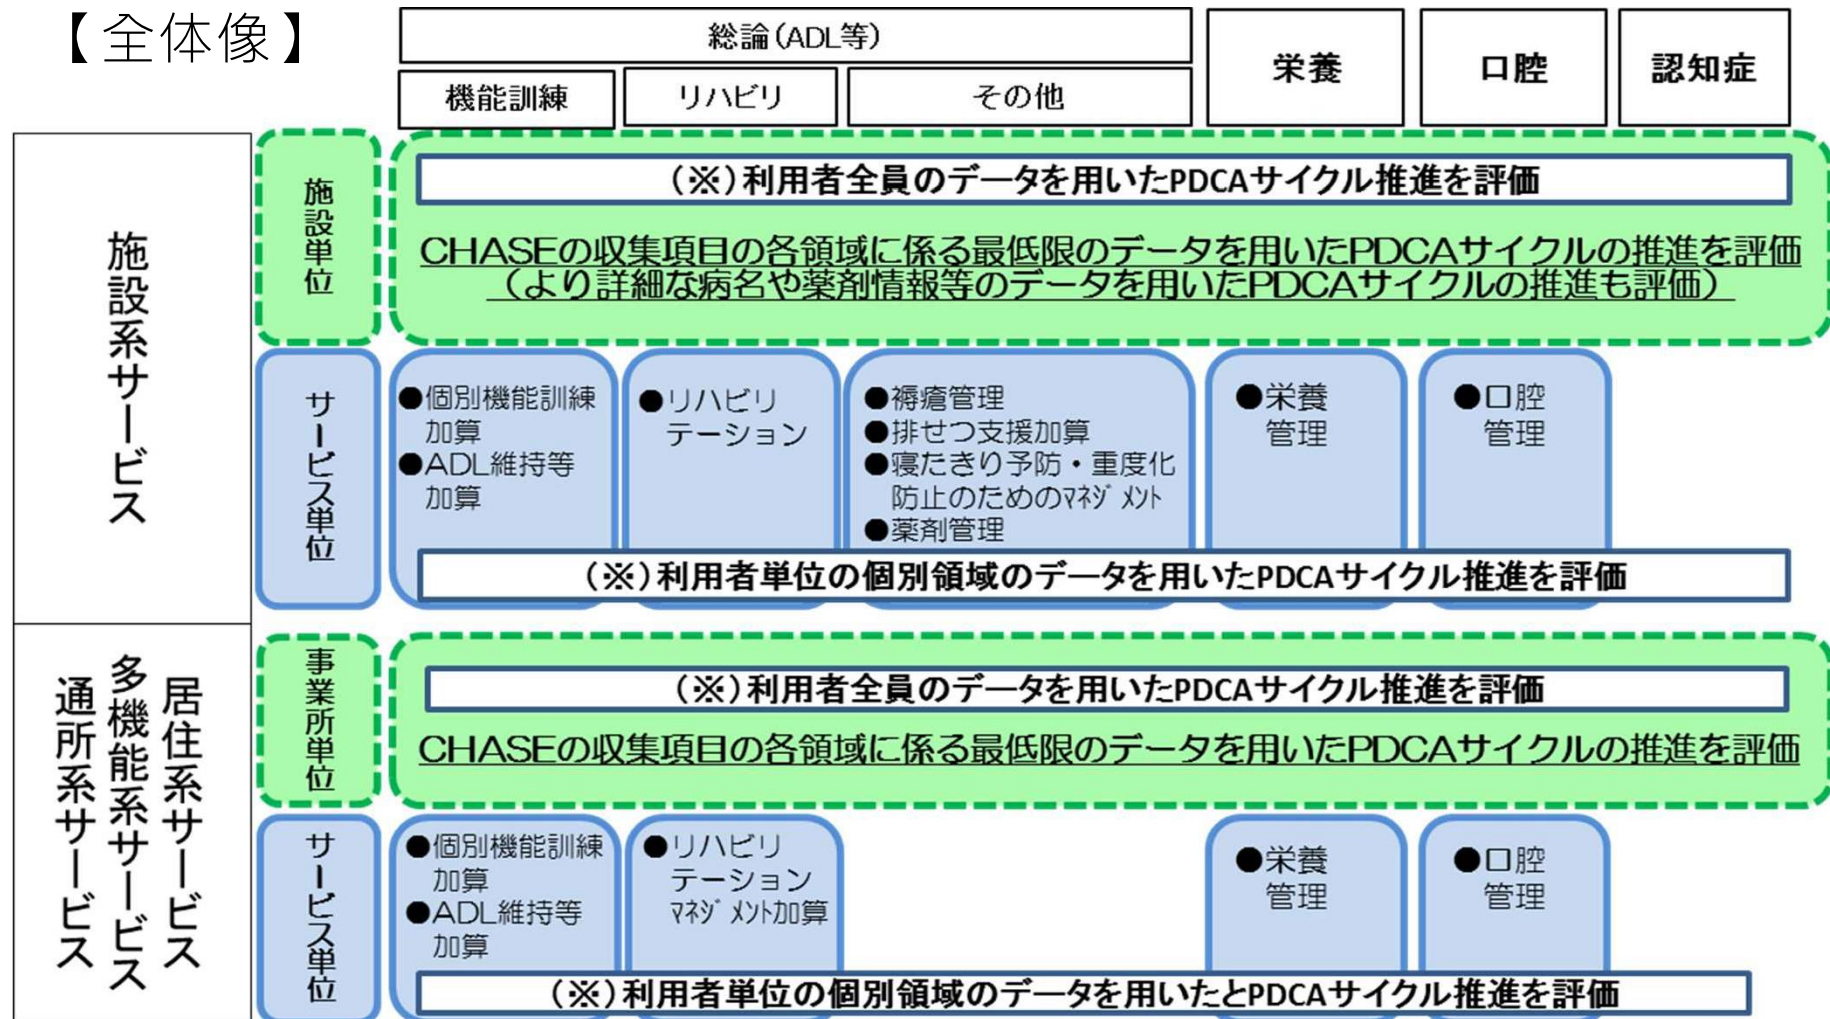 【全体像】
総論(ADL等)
機能訓練
リハビリ
その他
栄養
口腔
認知症
施設系サービス
施設単位
(※)利用者全員のデータを用いたPDCAサイクル推進を評価
CHASEの収集項目の各領域に係る最低限のデータを用いたPDCAサイクルの推進を評価
(より詳細な病名や薬剤情報等のデータを用いたPDCAサイクルの推進も評価)
サービス単位
●個別機能訓練
加算
●ADL維持等
加算
●リハビリ
テーション
●褥瘡管理
●排せつ支援加算
●寝たきり予防・重度化
防止のためのﾏﾈｼﾞﾒﾝﾄ
●薬剤管理
●栄養
管理
●口腔
管理
(※)利用者単位の個別領域のデータを用いたPDCAサイクル推進を評価
居住系サービス
多機能系サービス
通所系サービス
事業所単位
(※)利用者全員のデータを用いたPDCAサイクル推進を評価
CHASEの収集項目の各領域に係る最低限のデータを用いたPDCAサイクルの推進を評価
サービス単位
●個別機能訓練
加算
●ADL維持等
加算
●リハビリ
テーション
ﾏﾈｼﾞﾒﾝﾄ加算
●栄養
管理
●口腔
管理
(※)利用者単位の個別領域のデータを用いたとPDCAサイクル推進を評価